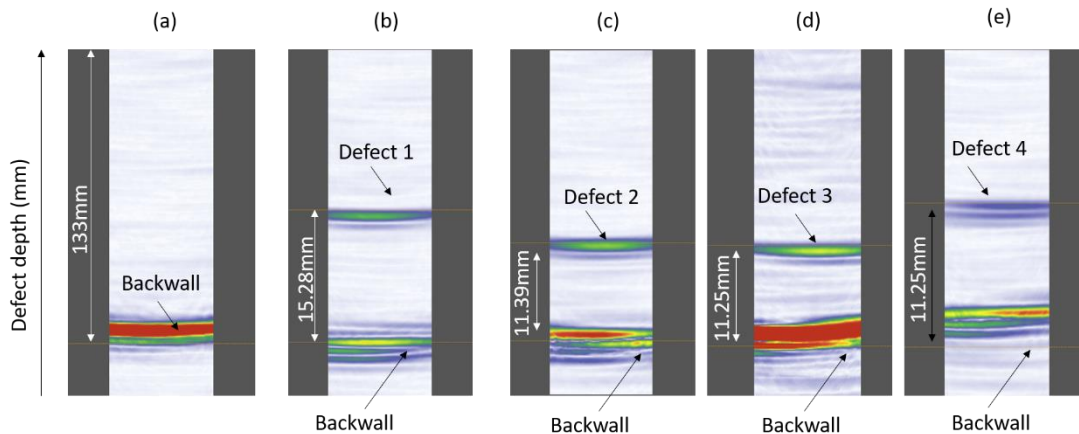 (a)
(b)
(c)
(d)
(e)
Defect depth (mm)
133mm
Backwall
Defect 1
15.28mm
Backwall
Defect 2
11.39mm
Backwall
Defect 3
11.25mm
Backwall
Defect 4
11.25mm
Backwall